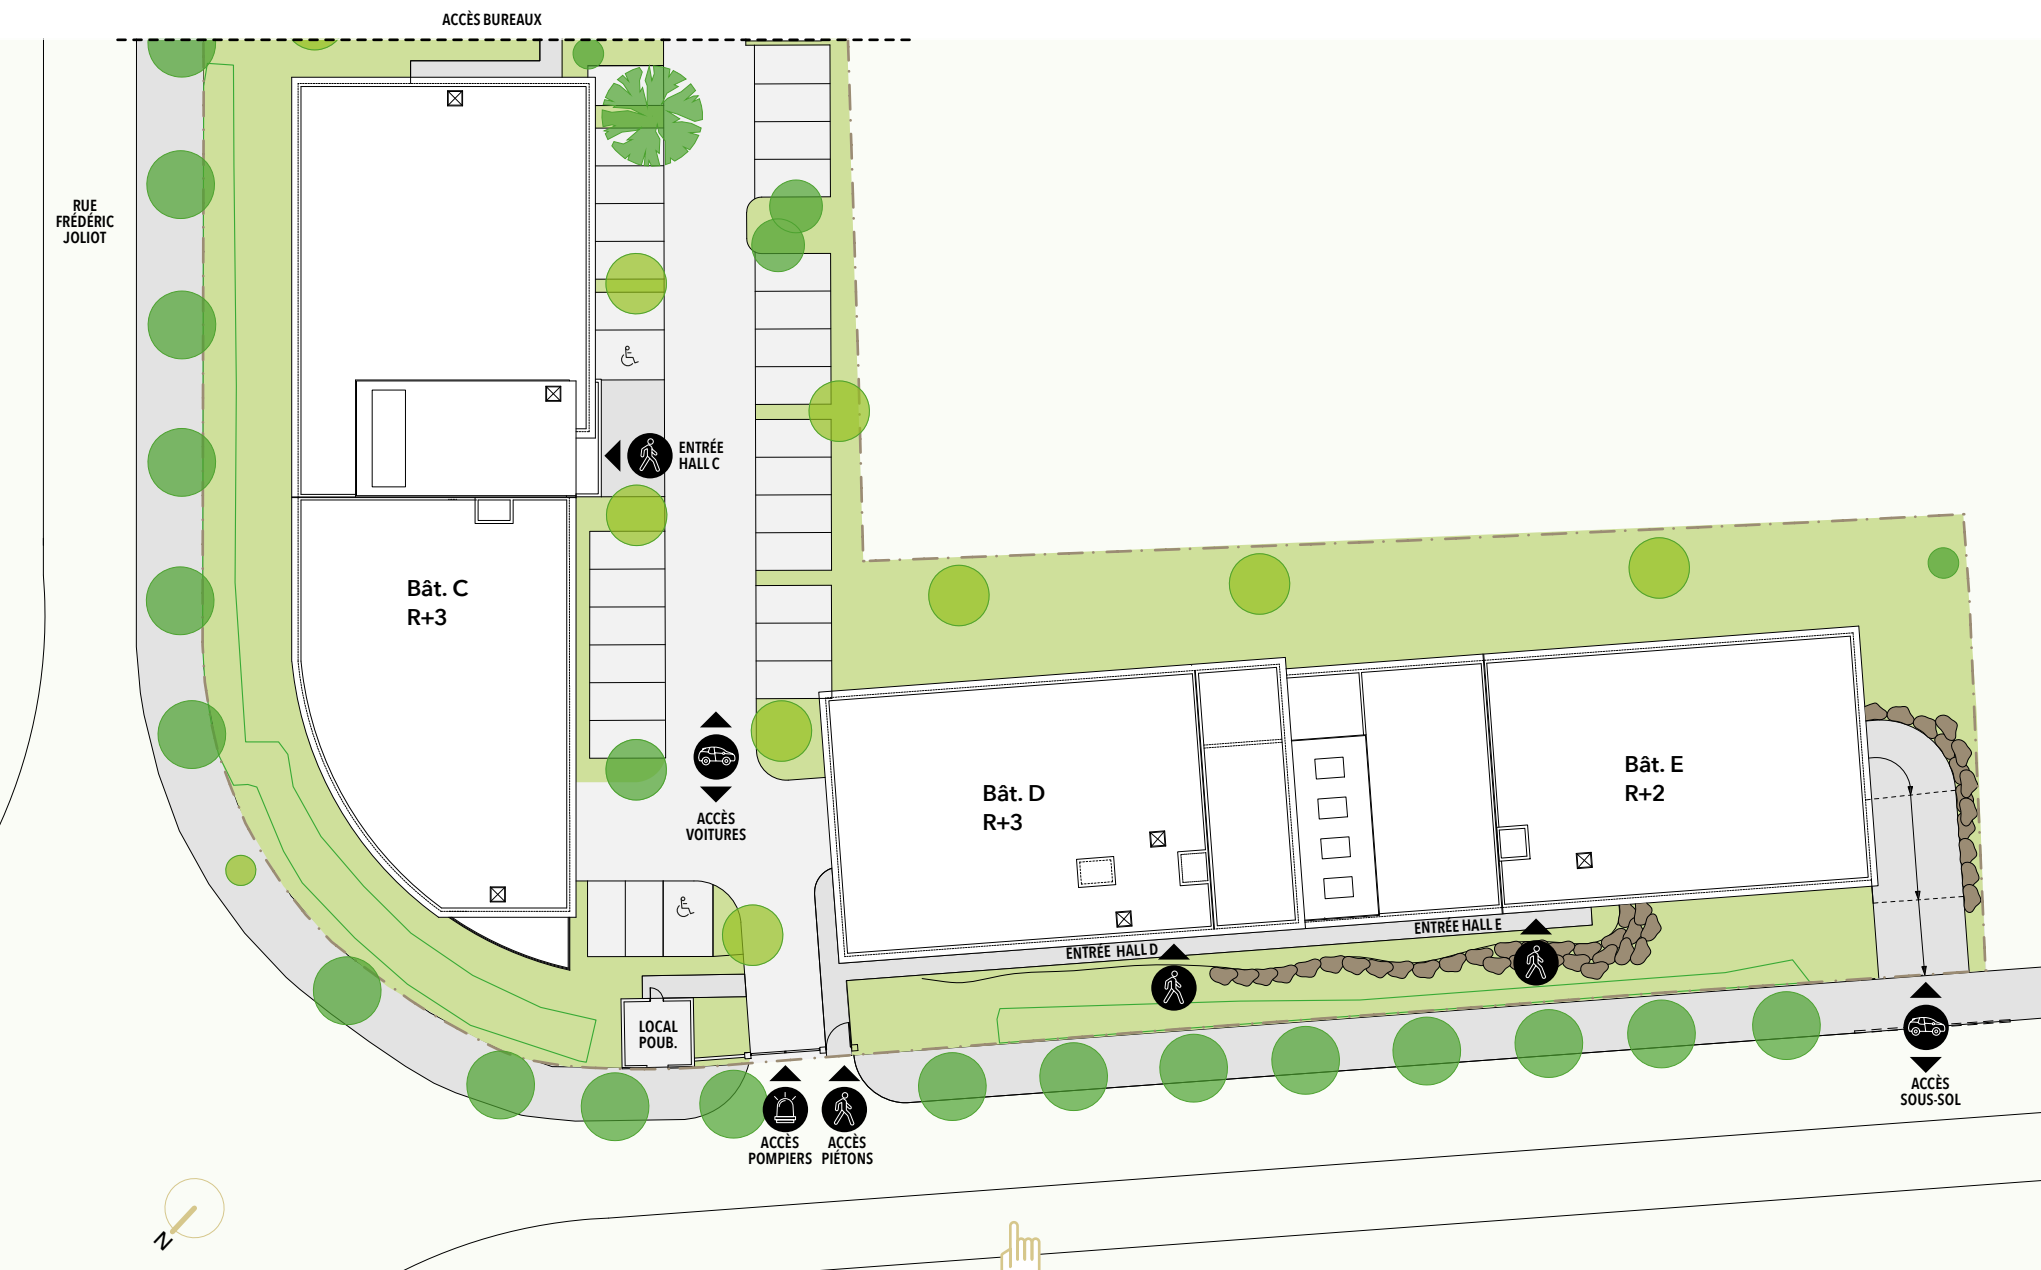 ACCÈS BUREAUX
RUE
FRÉDÉRIC
JOLIOT
ENTRÉE
HALL C
Bât. C
R+3
ACCÈS
VOITURES
Bât. D
R+3
Bât. E
R+2
ENTRÉE HALL D
ENTRÉE HALL E
LOCAL
POUB.
ACCÈS
POMPIERS
ACCÈS
PIÉTONS
ACCÈS
SOUS-SOL
N